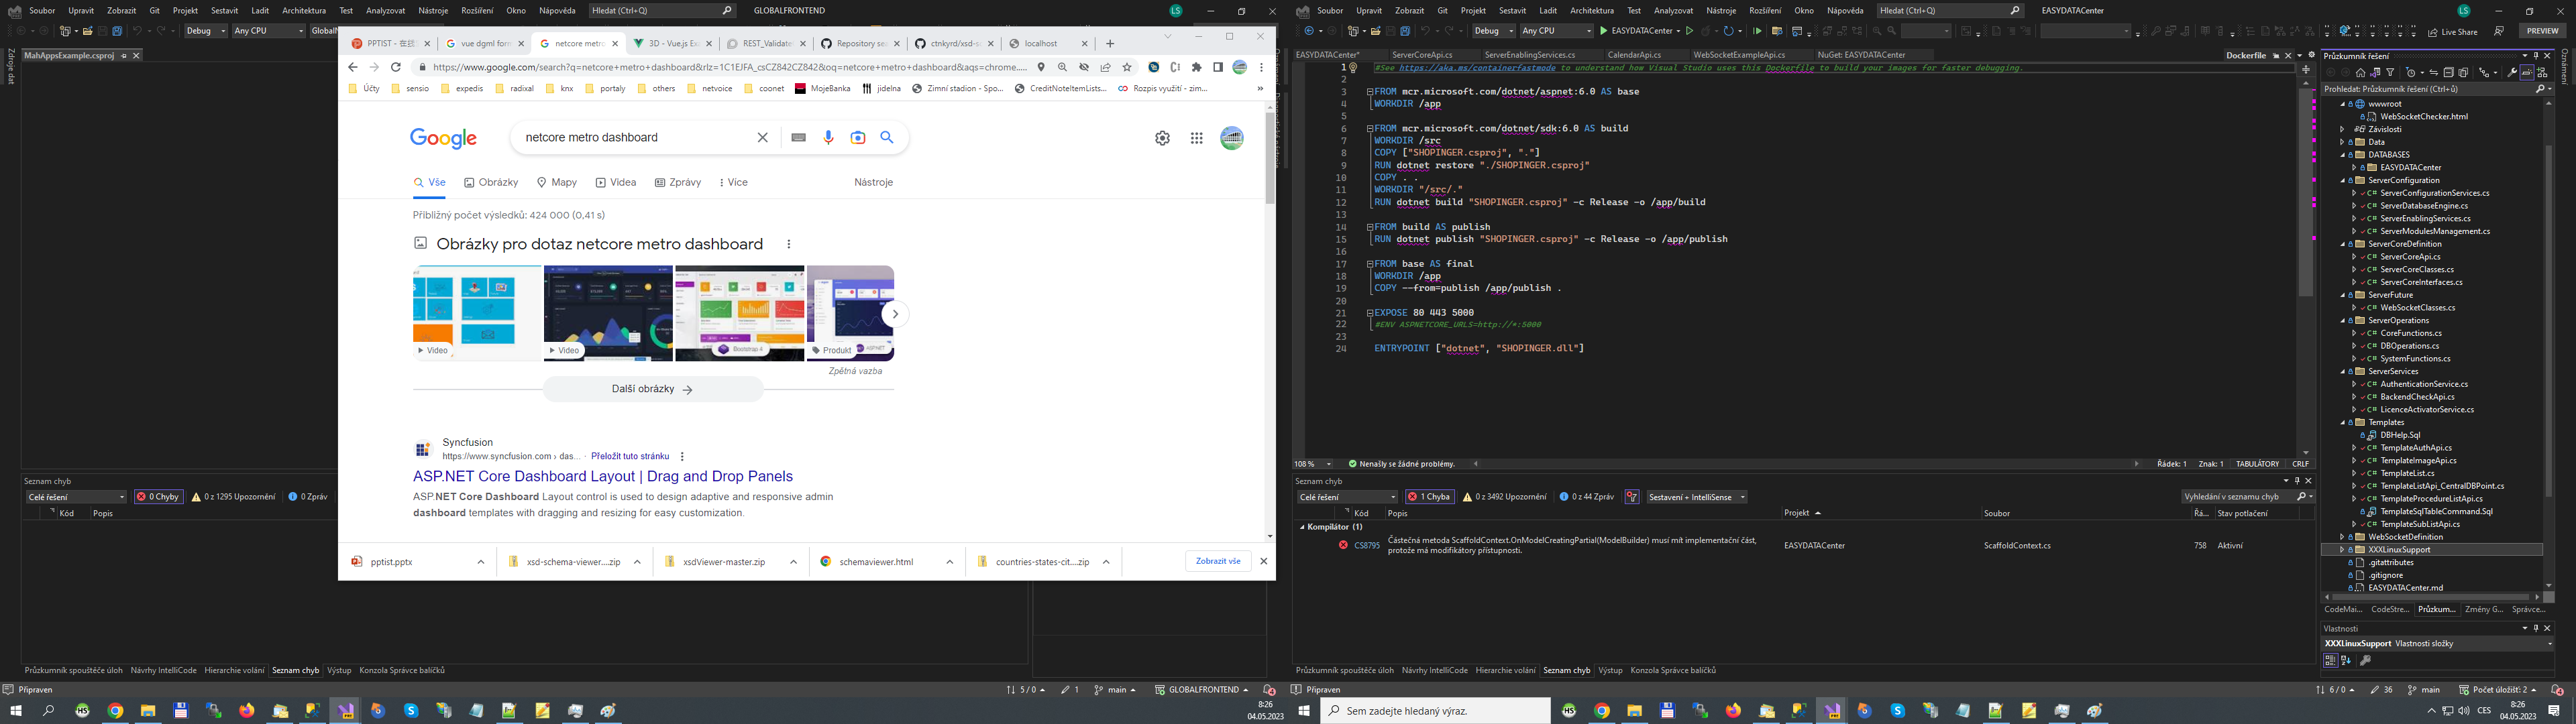 Soubor Upravit Zobrazit Git Projekt Sestavit Ladit Architektura Test Analyzovat Nástroje Rozšíření Okno Nápověda Hledat (Ctrl+Q) GLOBALFRONTEND LS
Debug Any CPU
Zdroje dat
MahAppsExample.csproj
PPTIST - vue dgml form netcore metro 3D - Vue.js Ex REST_Validate Repository sea ctnkyrd/xsd-s localhost
https://www.google.com/search?q=netcore+metro+dashboard&rlz=1C1EJFA_csCZ842CZ842&oq=netcore+metro+dashboard&aqs=chrome.....
Účty sensio expedis radixal knx portaly others netvoice coonet MojeBanka jidelna Zimní stadion - Spo... CreditNoteItemLists... Rozpis využití - zim... »
Google netcore metro dashboard
Vše Obrázky Mapy Videa Zprávy Více Nástroje
Přibližný počet výsledků: 424 000 (0,41 s)
Obrázky pro dotaz netcore metro dashboard
Video Video Bootstrap 4 Produkt
Zpětná vazba
Další obrázky
Syncfusion
https://www.syncfusion.com › das... · Přeložit tuto stránku
ASP.NET Core Dashboard Layout | Drag and Drop Panels
ASP.NET Core Dashboard Layout control is used to design adaptive and responsive admin
dashboard templates with dragging and resizing for easy customization.
pptist.pptx xsd-schema-viewer....zip xsdViewer-master.zip schemaviewer.html countries-states-cit....zip Zobrazit vše
Seznam chyb
Celé řešení 0 Chyby 0 z 1295 Upozornění 0 Zpráv
Kód Popis
Průzkumník spouštěče úloh Návrhy IntelliCode Hierarchie volání Seznam chyb Výstup Konzola Správce balíčků
Připraven 5 / 0 1 main GLOBALFRONTEND 4
8:26
04.05.2023
Soubor Upravit Zobrazit Git Projekt Sestavit Ladit Architektura Test Analyzovat Nástroje Rozšíření Okno Nápověda Hledat (Ctrl+Q) EASYDATACenter LS
Debug Any CPU EASYDATACenter Live Share PREVIEW
EASYDATACenter* ServerCoreApi.cs ServerEnablingServices.cs CalendarApi.cs WebSocketExampleApi.cs NuGet: EASYDATACenter Dockerfile
1 #See https://aka.ms/containerfastmode to understand how Visual Studio uses this Dockerfile to build your images for faster debugging.
2
3 FROM mcr.microsoft.com/dotnet/aspnet:6.0 AS base
4 WORKDIR /app
5
6 FROM mcr.microsoft.com/dotnet/sdk:6.0 AS build
7 WORKDIR /src
8 COPY ["SHOPINGER.csproj", "."]
9 RUN dotnet restore "./SHOPINGER.csproj"
10 COPY . .
11 WORKDIR "/src/."
12 RUN dotnet build "SHOPINGER.csproj" -c Release -o /app/build
13
14 FROM build AS publish
15 RUN dotnet publish "SHOPINGER.csproj" -c Release -o /app/publish
16
17 FROM base AS final
18 WORKDIR /app
19 COPY --from=publish /app/publish .
20
21 EXPOSE 80 443 5000
22 #ENV ASPNETCORE_URLS=http://*:5000
23
24 ENTRYPOINT ["dotnet", "SHOPINGER.dll"]
108 % Nenašly se žádné problémy. Řádek: 1 Znak: 1 TABULÁTORY CRLF
Seznam chyb
Celé řešení 1 Chyba 0 z 3492 Upozornění 0 z 44 Zpráv Sestavení + IntelliSense Vyhledání v seznamu chyb
Kód Popis Projekt Soubor Řá... Stav potlačení
Kompilátor (1)
CS8795 Částečná metoda ScaffoldContext.OnModelCreatingPartial(ModelBuilder) musí mít implementační část, protože má modifikátory přístupnosti. EASYDATACenter ScaffoldContext.cs 758 Aktivní
Průzkumník spouštěče úloh Návrhy IntelliCode Hierarchie volání Seznam chyb Výstup Konzola Správce balíčků
Průzkumník řešení
Prohledat: Průzkumník řešení (Ctrl+ů)
wwwroot
WebSocketChecker.html
Závislosti
Data
DATABASES
EASYDATACenter
ServerConfiguration
ServerConfigurationServices.cs
ServerDatabaseEngine.cs
ServerEnablingServices.cs
ServerModulesManagement.cs
ServerCoreDefinition
ServerCoreApi.cs
ServerCoreClasses.cs
ServerCoreInterfaces.cs
ServerFuture
WebSocketClasses.cs
ServerOperations
CoreFunctions.cs
DBOperations.cs
SystemFunctions.cs
ServerServices
AuthenticationService.cs
BackendCheckApi.cs
LicenceActivatorService.cs
Templates
DBHelp.Sql
TemplateAuthApi.cs
TemplateImageApi.cs
TemplateList.cs
TemplateListApi_CentralDBPoint.cs
TemplateProcedureListApi.cs
TemplateSqlTableCommand.Sql
TemplateSubListApi.cs
WebSocketDefinition
XXXLinuxSupport
.gitattributes
.gitignore
EASYDATACenter.md
CodeMai... CodeStre... Průzkum... Změny G... Správce...
Vlastnosti
XXXLinuxSupport Vlastnosti složky
Oznámení
Připraven 6 / 0 36 main Počet úložišť: 2 4
Sem zadejte hledaný výraz. CES 8:26
04.05.2023